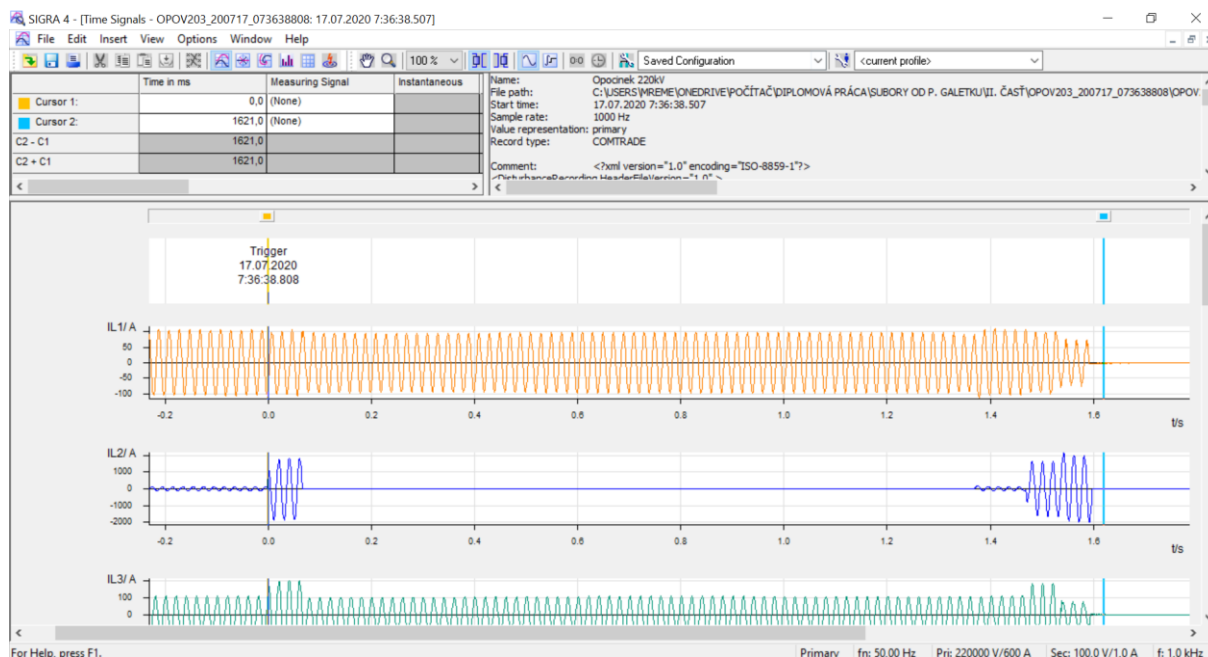 SIGRA 4 - [Time Signals - OPOV203_200717_073638808: 17.07.2020 7:36:38.507]
File Edit Insert View Options Window Help
100 % Saved Configuration <current profile>
Time in ms Measuring Signal Instantaneous
Cursor 1: 0,0 (None)
Cursor 2: 1621,0 (None)
C2 - C1 1621,0
C2 + C1 1621,0
Name: Opocinek 220kV
File path: C:\USERS\MREME\ONEDRIVE\POČÍTAČ\DIPLOMOVÁ PRÁCA\SUBORY OD P. GALETKU\II. ČASŤ\OPOV203_200717_073638808\OPOV
Start time: 17.07.2020 7:36:38.507
Sample rate: 1000 Hz
Value representation: primary
Record type: COMTRADE
Comment: <?xml version="1.0" encoding="ISO-8859-1"?>
<DisturbanceRecording HeaderFileVersion="1.0" >
Trigger
17.07.2020
7:36:38.808
IL1/ A
50
0
-50
-100
-0.2 0.0 0.2 0.4 0.6 0.8 1.0 1.2 1.4 1.6
t/s
IL2/ A
1000
0
-1000
-2000
-0.2 0.0 0.2 0.4 0.6 0.8 1.0 1.2 1.4 1.6
t/s
IL3/ A
100
0
For Help, press F1. Primary fn: 50.00 Hz Pri: 220000 V/600 A Sec: 100.0 V/1.0 A f: 1.0 kHz